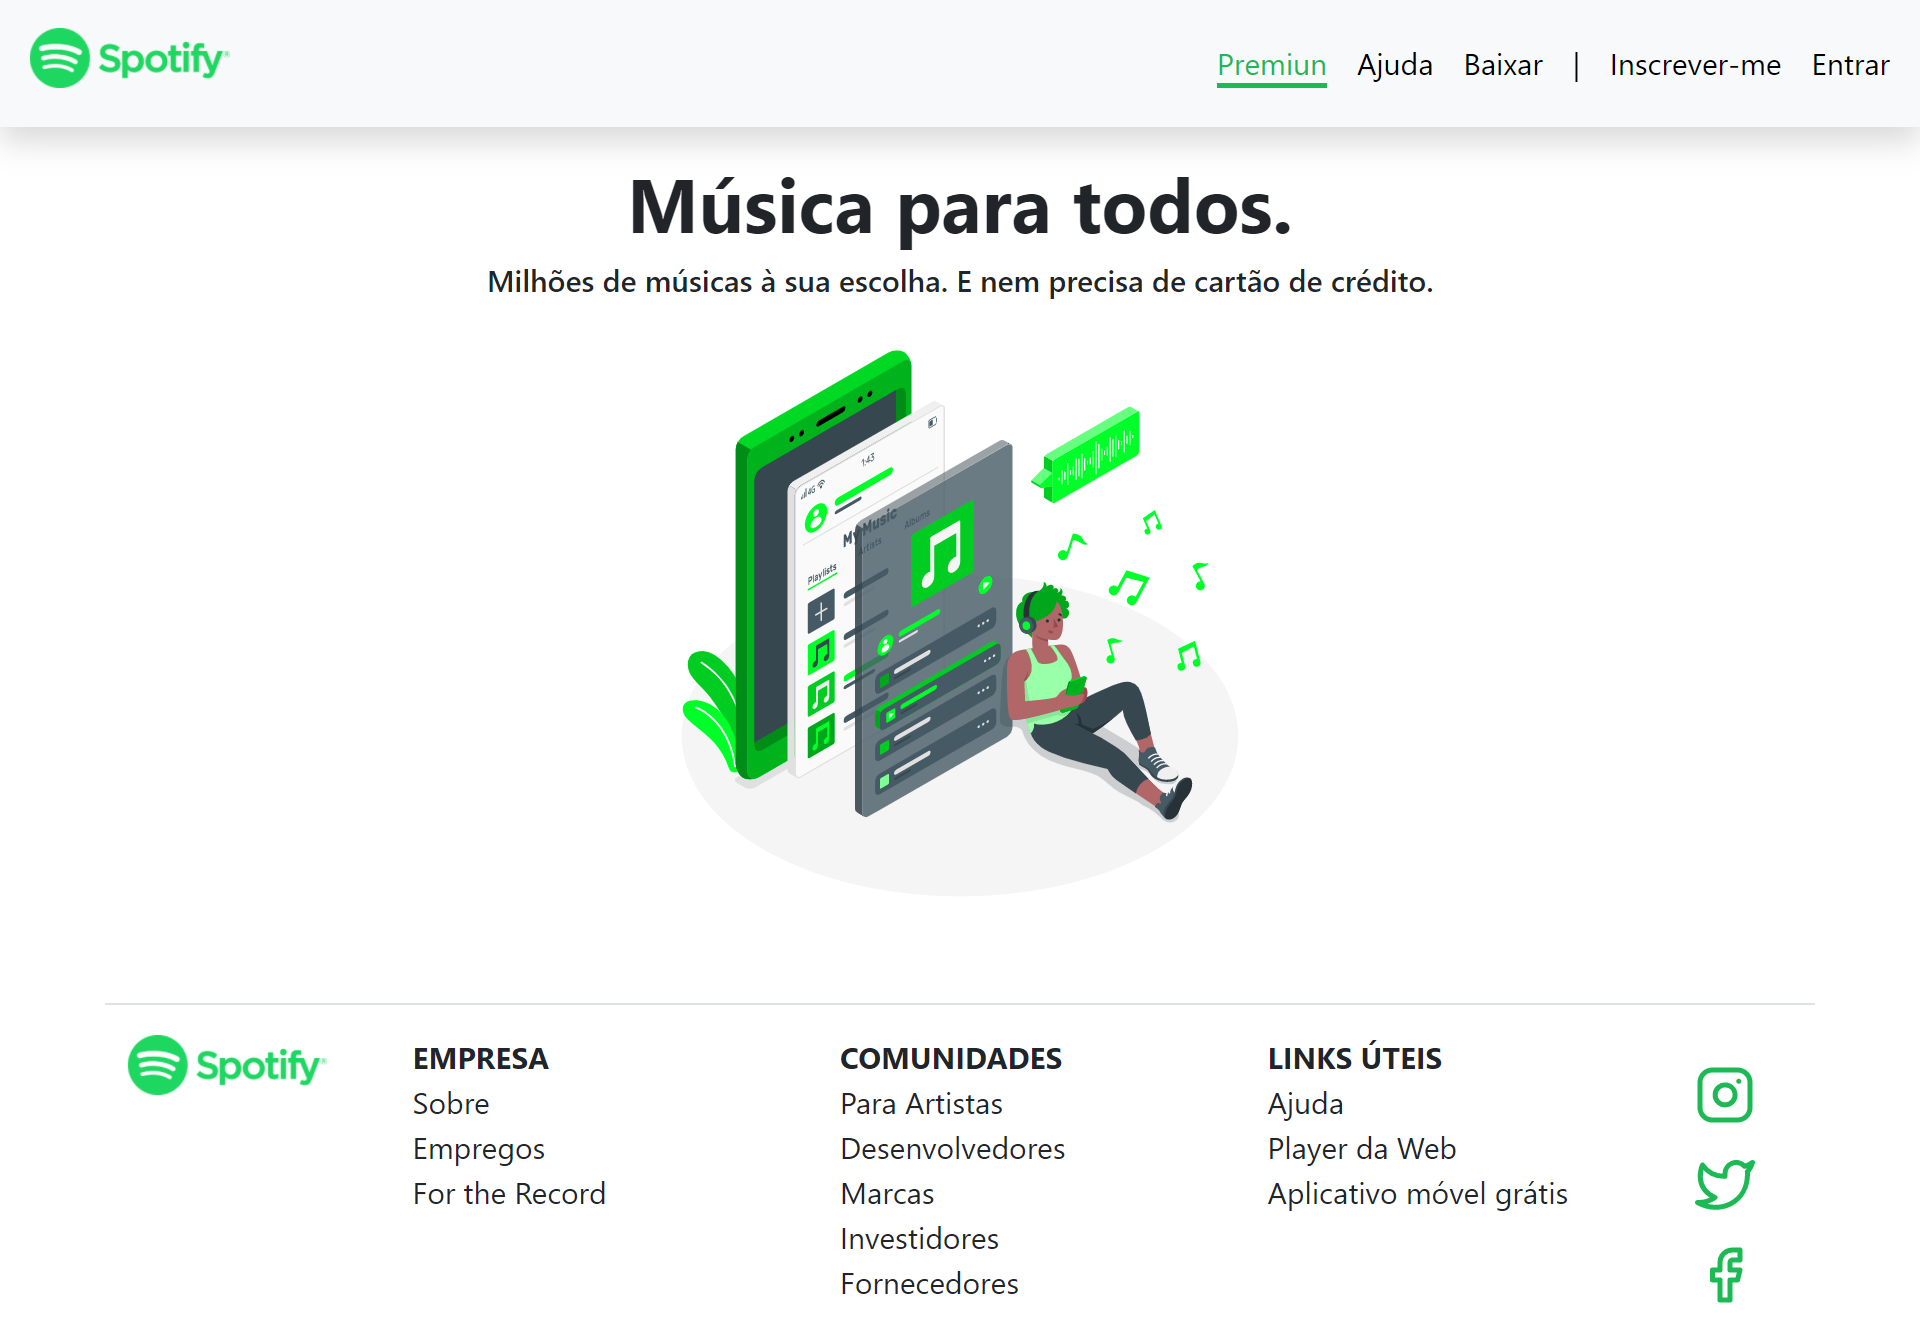 Spotify®
Premiun Ajuda Baixar | Inscrever-me Entrar
Música para todos.
Milhões de músicas à sua escolha. E nem precisa de cartão de crédito.
1:43
4G
My Music
Playlists
Artists
Albums
Spotify®
EMPRESA
Sobre
Empregos
For the Record
COMUNIDADES
Para Artistas
Desenvolvedores
Marcas
Investidores
Fornecedores
LINKS ÚTEIS
Ajuda
Player da Web
Aplicativo móvel grátis